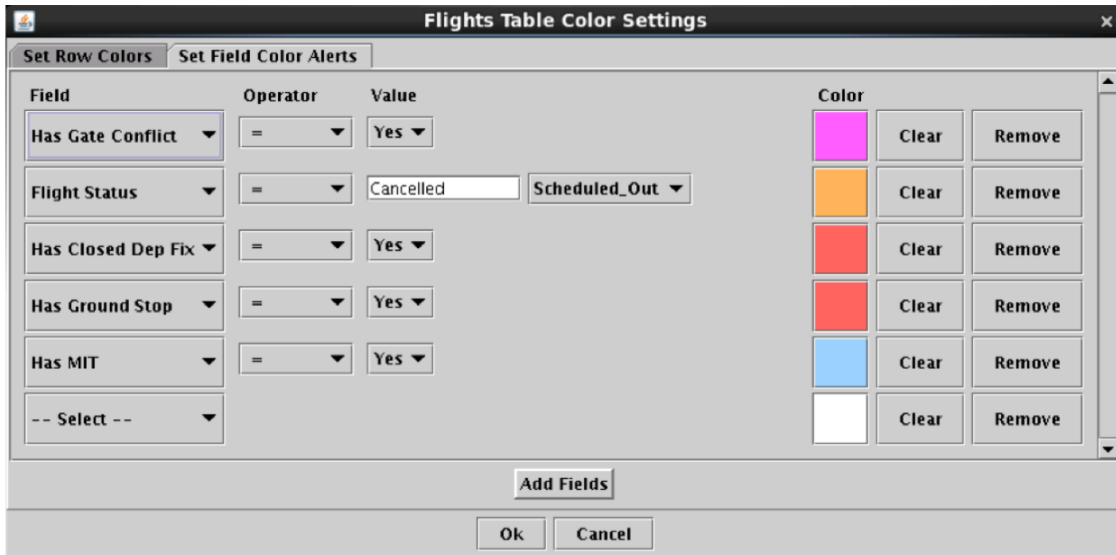 Flights Table Color Settings
Set Row Colors Set Field Color Alerts
Field Operator Value Color
Has Gate Conflict = Yes Clear Remove
Flight Status = Cancelled Scheduled_Out Clear Remove
Has Closed Dep Fix = Yes Clear Remove
Has Ground Stop = Yes Clear Remove
Has MIT = Yes Clear Remove
-- Select -- Clear Remove
Add Fields
Ok Cancel